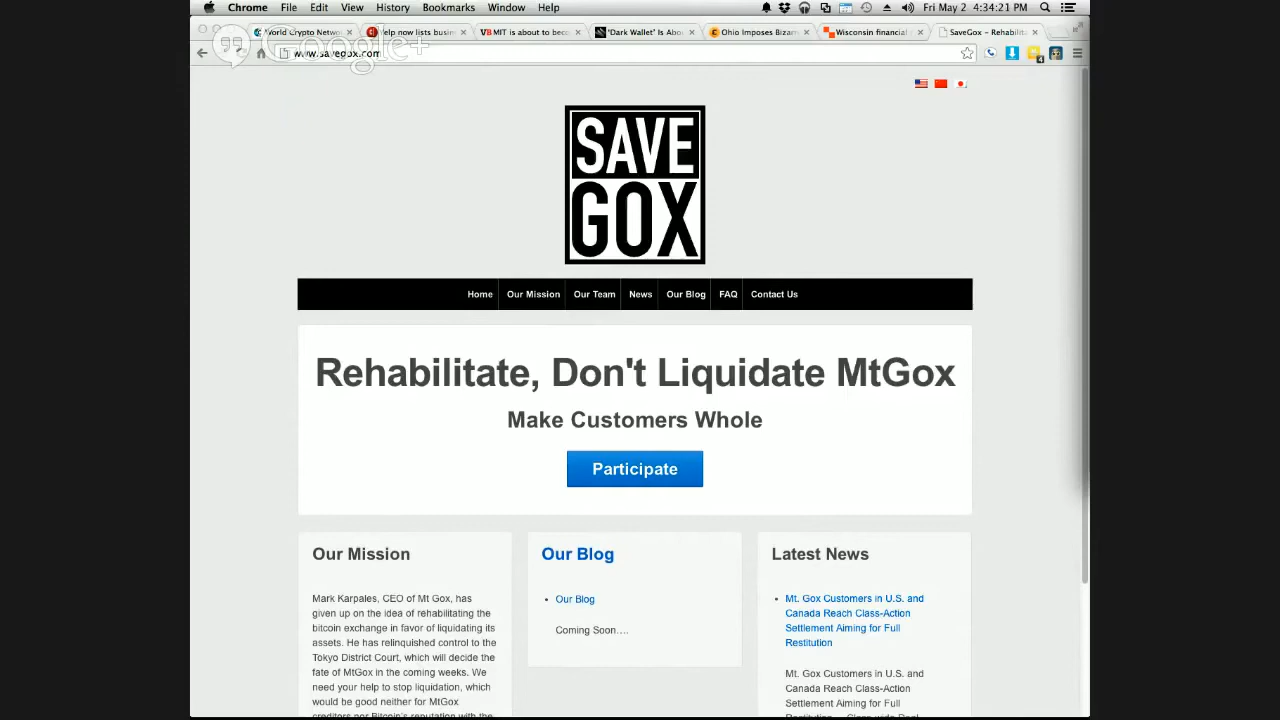 Chrome File Edit View History Bookmarks Window Help Fri May 2 4:34:21 PM
World Crypto Netwo... elp now lists busin... MIT is about to beco... 'Dark Wallet' Is Abou... Ohio Imposes Bizarr... Wisconsin financial SaveGox – Rehabilita...
Google+
www.savegox.com
SAVE
GOX
Home Our Mission Our Team News Our Blog FAQ Contact Us
Rehabilitate, Don't Liquidate MtGox
Make Customers Whole
Participate
Our Mission
Mark Karpales, CEO of Mt Gox, has
given up on the idea of rehabilitating the
bitcoin exchange in favor of liquidating its
assets. He has relinquished control to the
Tokyo District Court, which will decide the
fate of MtGox in the coming weeks. We
need your help to stop liquidation, which
would be good neither for MtGox
creditors nor Bitcoin's reputation with the
Our Blog
• Our Blog
Coming Soon….
Latest News
• Mt. Gox Customers in U.S. and
Canada Reach Class-Action
Settlement Aiming for Full
Restitution
Mt. Gox Customers in U.S. and
Canada Reach Class-Action
Settlement Aiming for Full